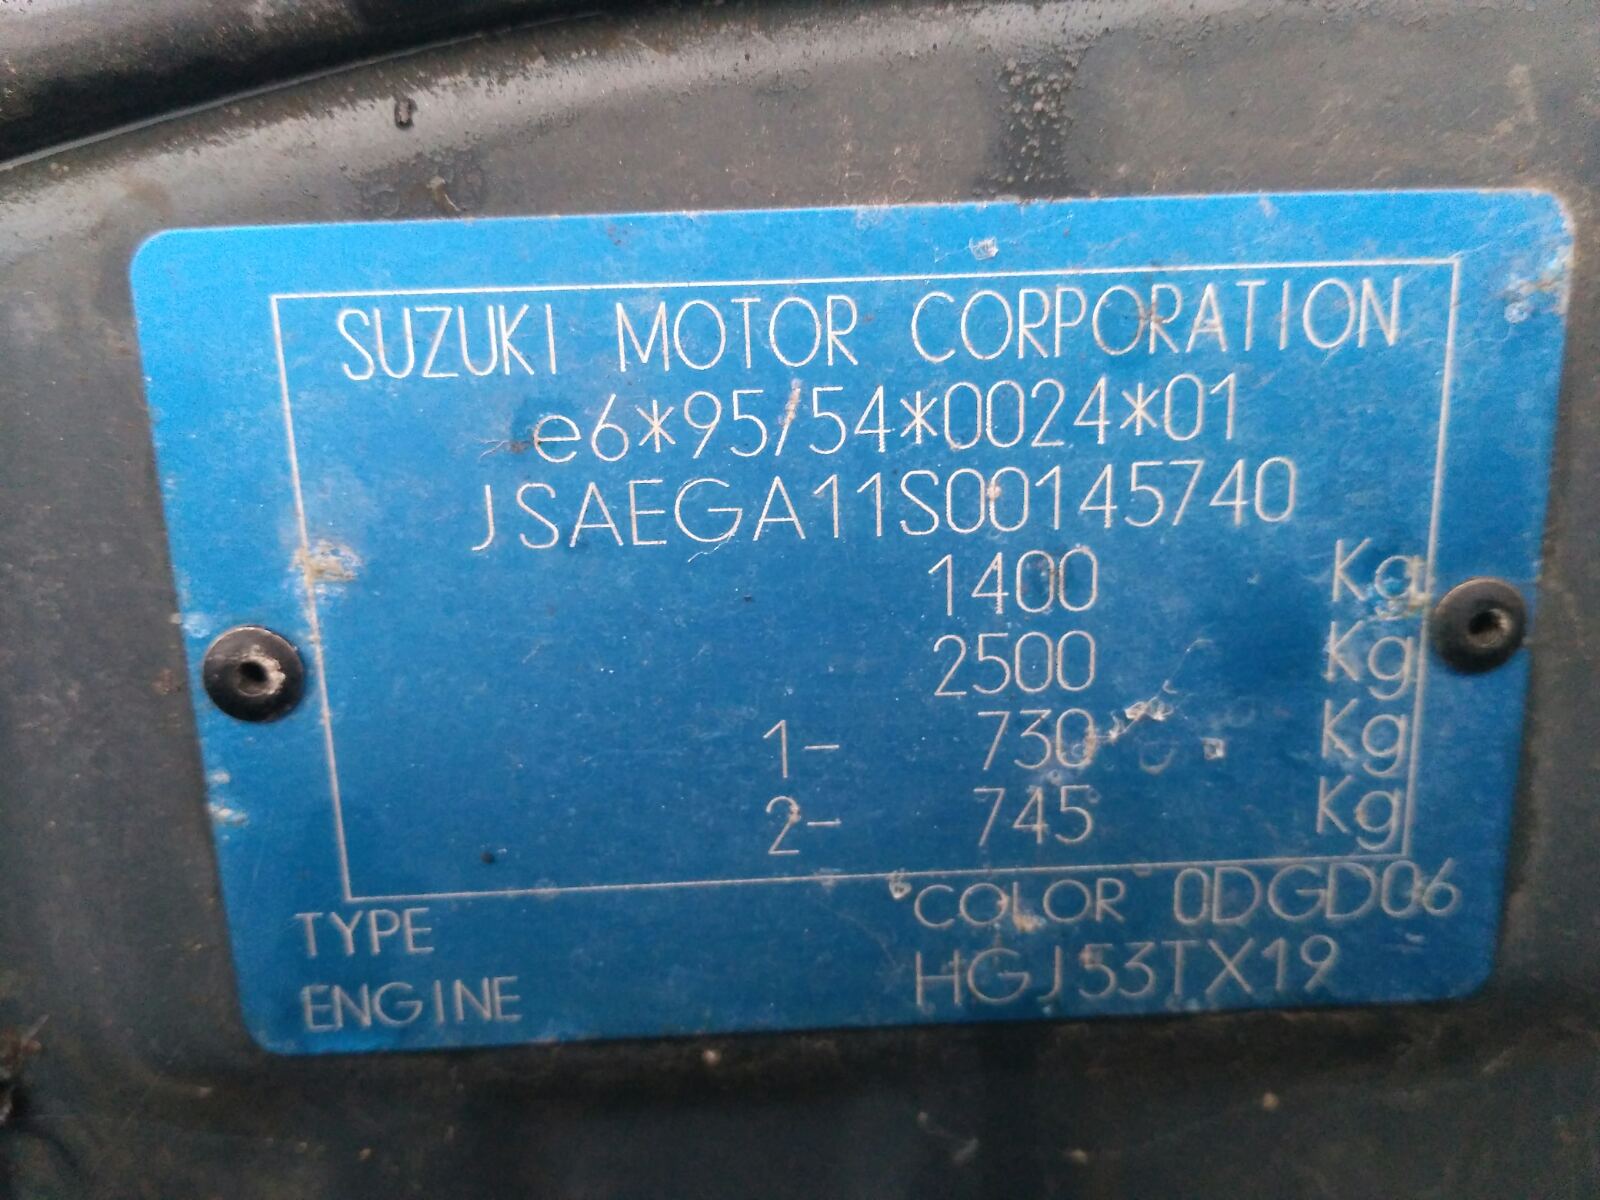 SUZUKI MOTOR CORPORATION
e6*95/54*0024*01
JSAEGA11S00145740
1400 Kg
2500 Kg
1- 730 Kg
2- 745 Kg
TYPE COLOR 0DGD06
ENGINE HGJ53TX19